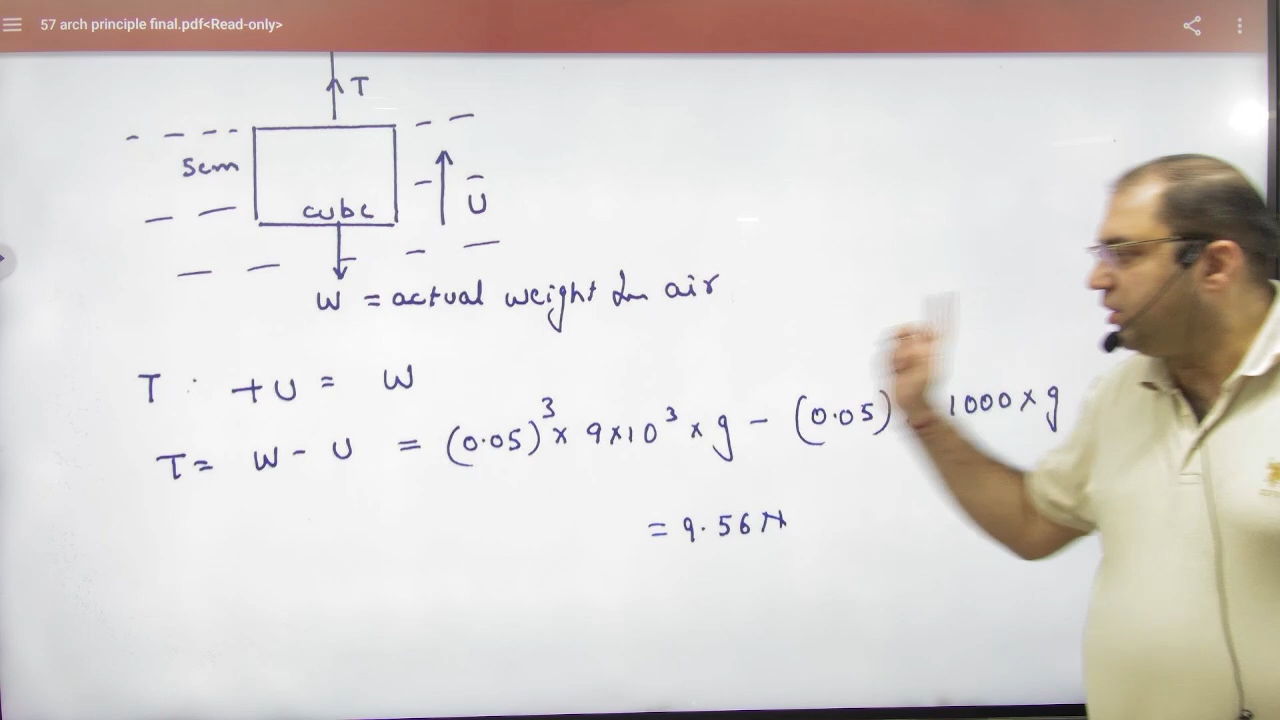 57 arch principle final.pdf<Read-only>
T
5cm
U
cube
W = actual weight In air
T + U = W
T = W - U = (0.05)³ × 9×10³ × g - (0.05) 1000 × g
= 9.56 N